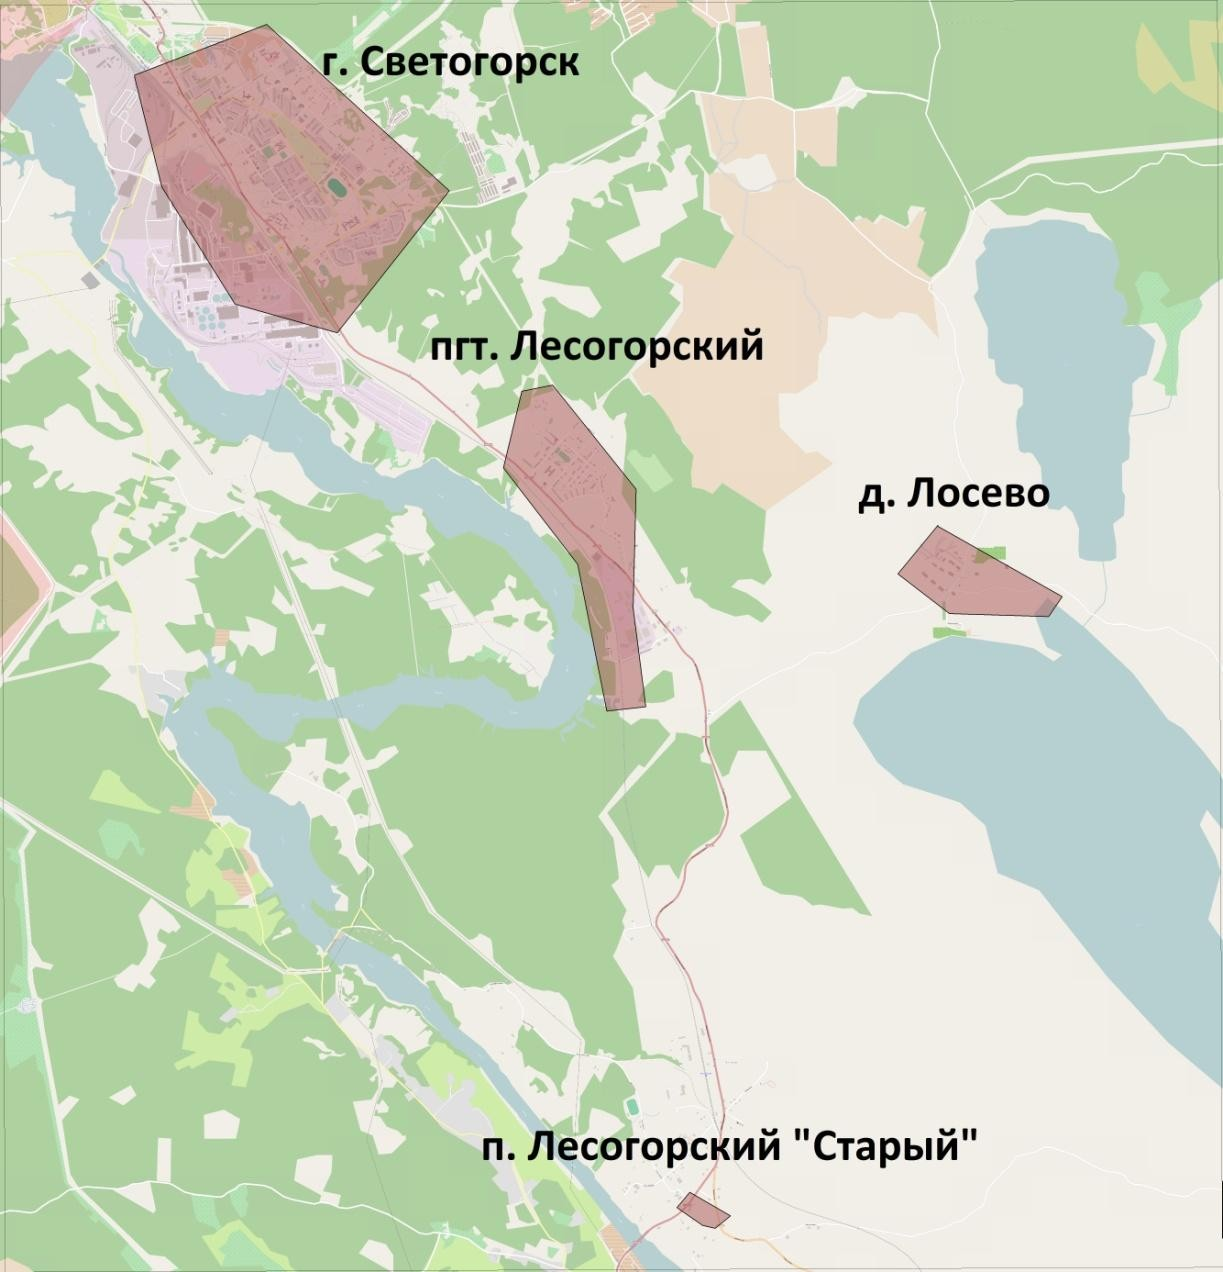 г. Светогорск
пгт. Лесогорский
д. Лосево
п. Лесогорский "Старый"